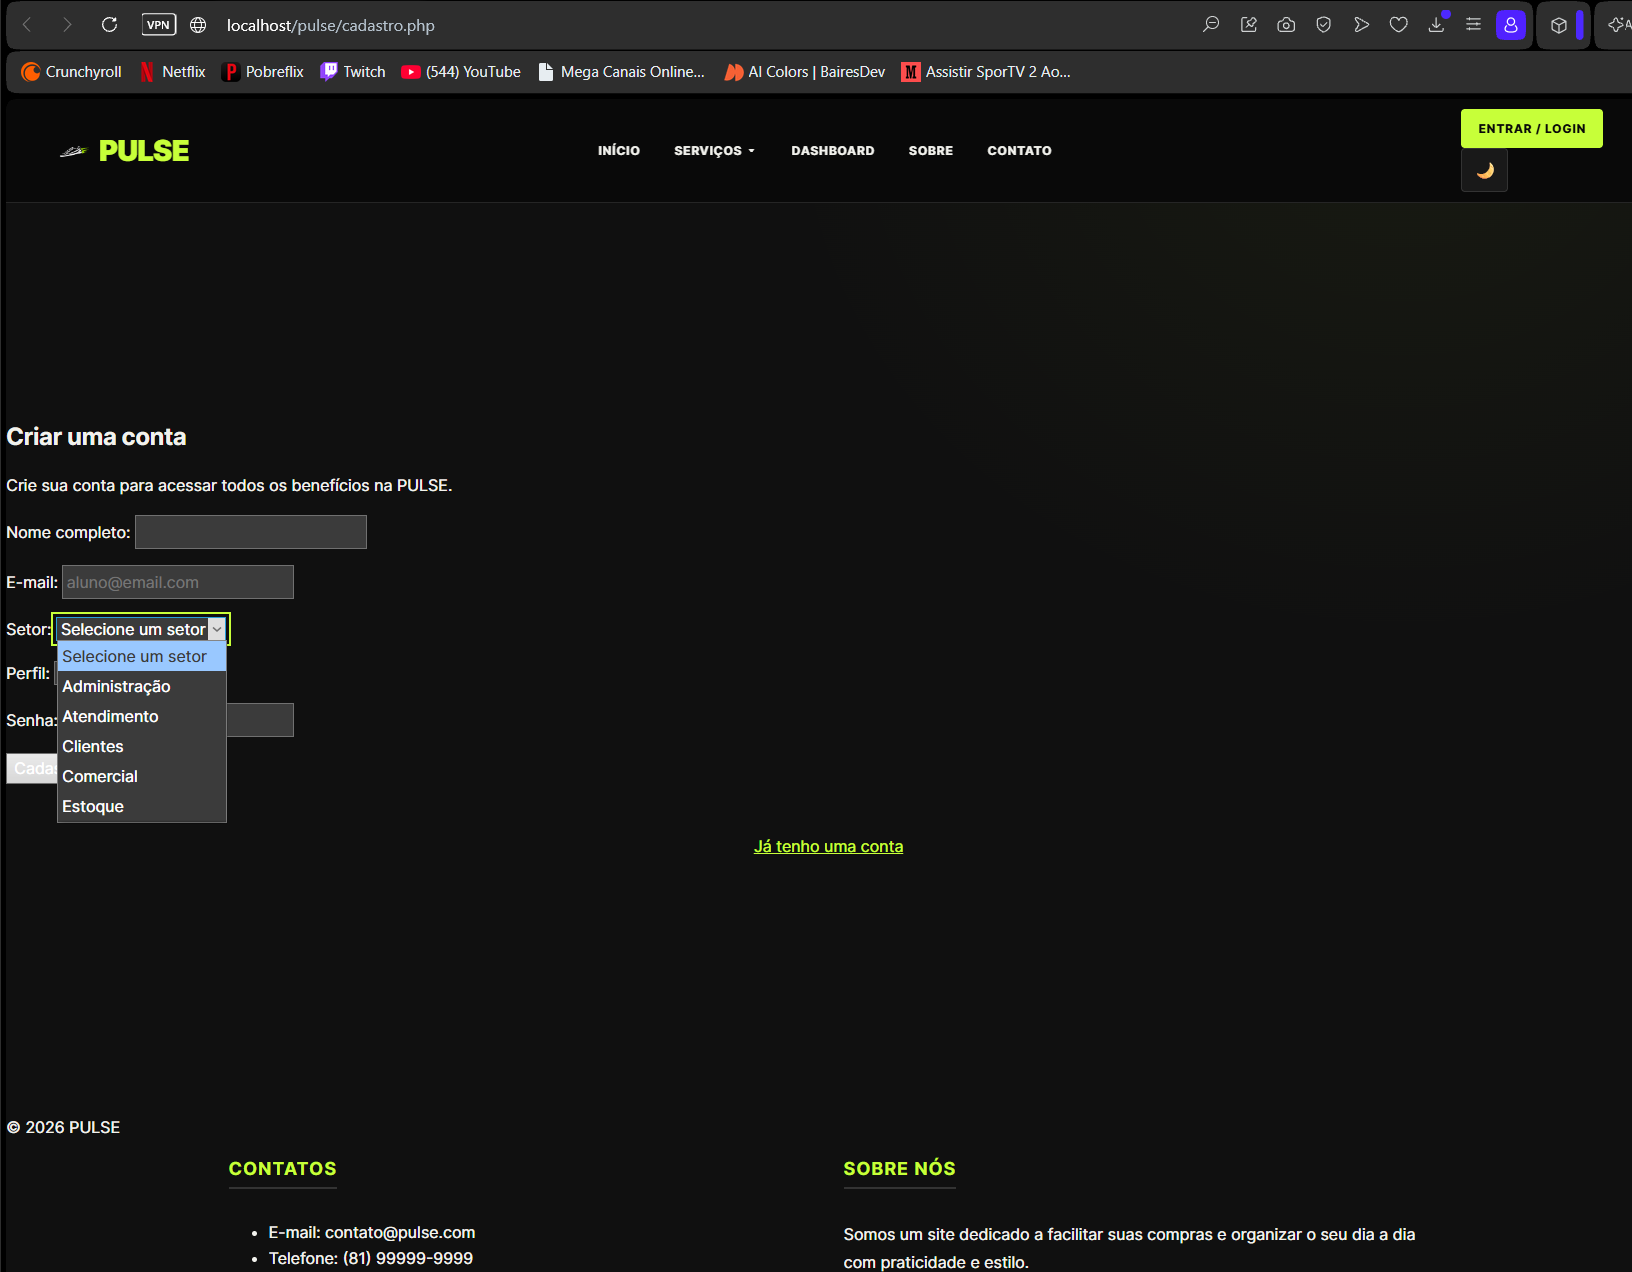 VPN
localhost/pulse/cadastro.php
Crunchyroll
Netflix
Pobreflix
Twitch
(544) YouTube
Mega Canais Online...
AI Colors | BairesDev
Assistir SporTV 2 Ao...
PULSE
INÍCIO
SERVIÇOS
DASHBOARD
SOBRE
CONTATO
ENTRAR / LOGIN
Criar uma conta
Crie sua conta para acessar todos os benefícios na PULSE.
Nome completo:
E-mail: aluno@email.com
Setor: Selecione um setor
Selecione um setor
Perfil:
Administração
Senha:
Atendimento
Clientes
Comercial
Estoque
Já tenho uma conta
© 2026 PULSE
CONTATOS
E-mail: contato@pulse.com
Telefone: (81) 99999-9999
SOBRE NÓS
Somos um site dedicado a facilitar suas compras e organizar o seu dia a dia
com praticidade e estilo.